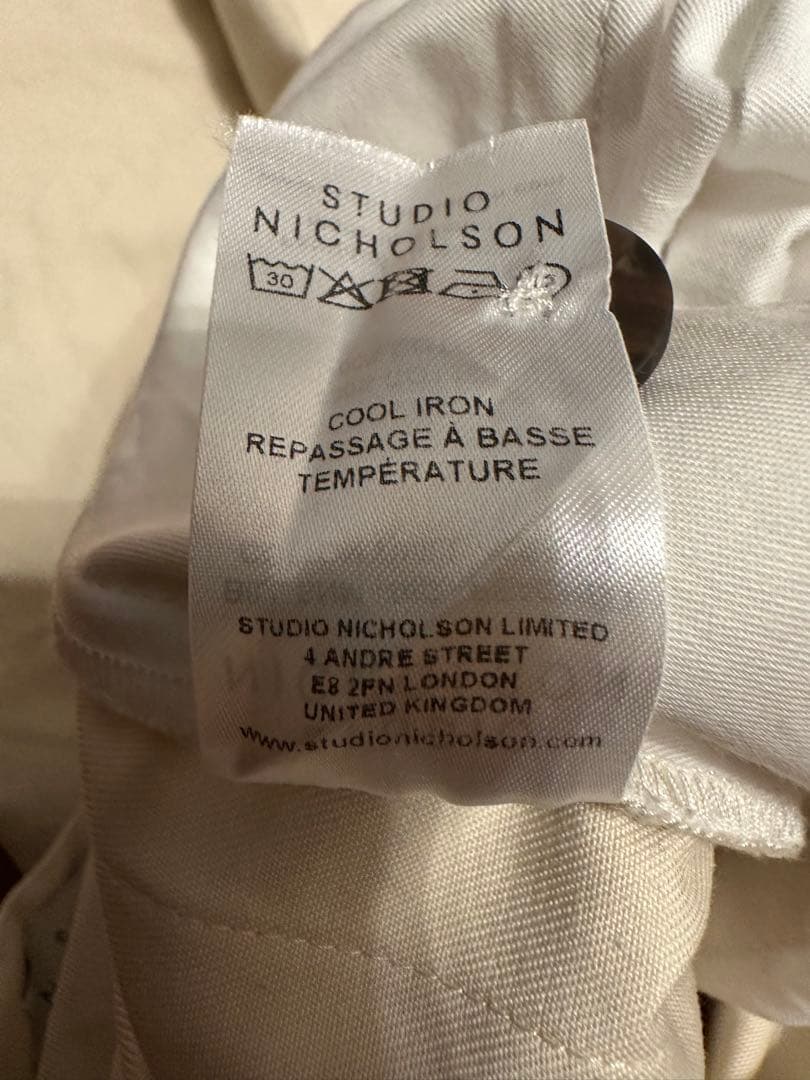 STUDIO
NICHOLSON
30
COOL IRON
REPASSAGE À BASSE
TEMPÉRATURE
STUDIO NICHOLSON LIMITED
4 ANDRE STREET
E8 2FN LONDON
UNITED KINGDOM
www.studionicholson.com